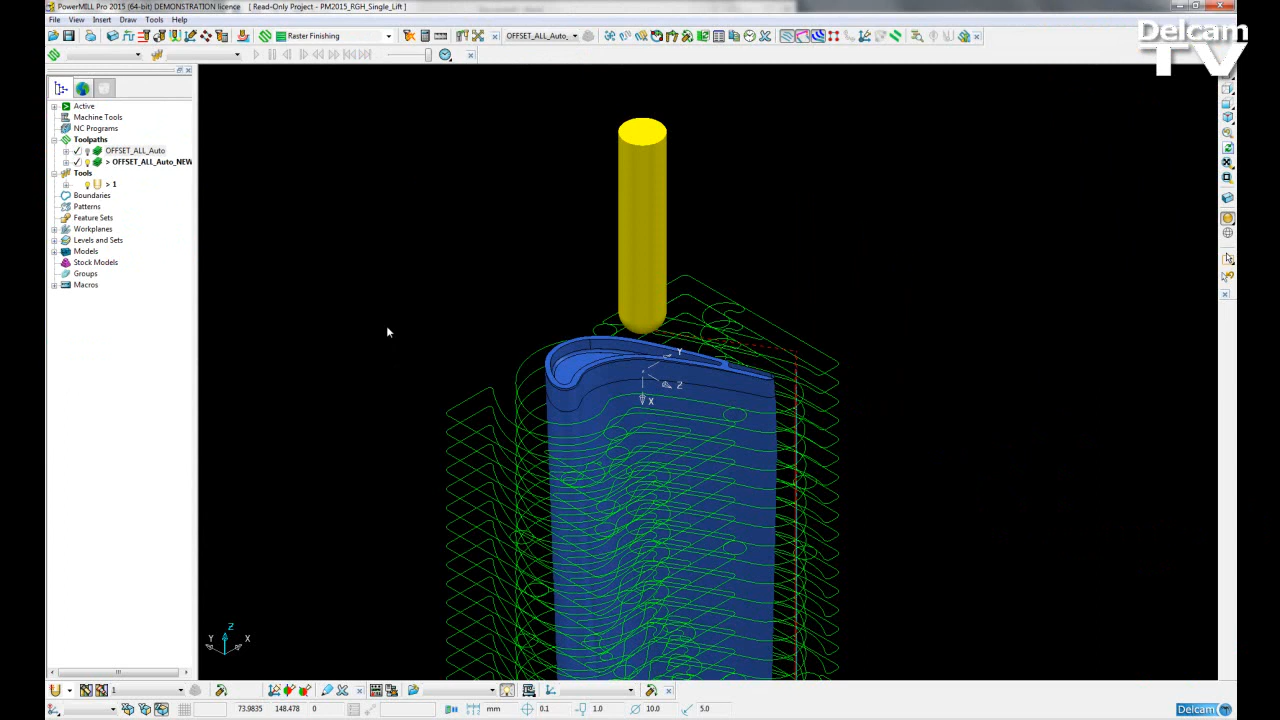 PowerMILL Pro 2015 (64-bit) DEMONSTRATION licence [ Read-Only Project - PM2015_RGH_Single_Lift ]
File View Insert Draw Tools Help
Raster Finishing
OFFSET_ALL_Auto_
Delcam
TV
Active
Machine Tools
NC Programs
Toolpaths
OFFSET_ALL_Auto
> OFFSET_ALL_Auto_NEW
Tools
> 1
Boundaries
Patterns
Feature Sets
Workplanes
Levels and Sets
Models
Stock Models
Groups
Macros
Y
Z
X
Z
Y X
1
73.9835 148.478 0 mm 0.1 1.0 10.0 5.0 Delcam